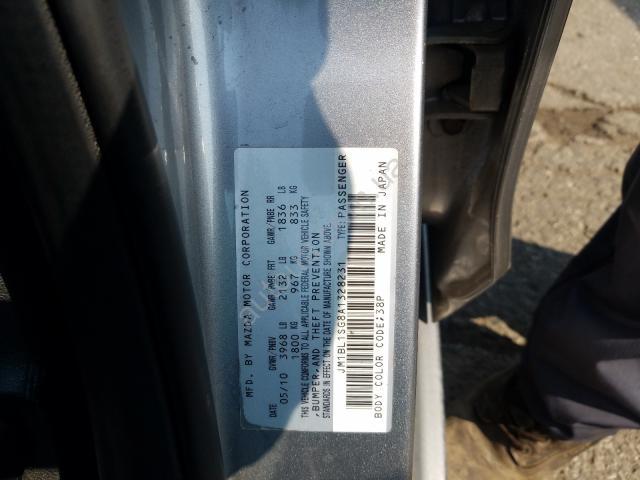 MFD. BY MAZDA MOTOR CORPORATION
DATE GVWR/PNBV GAWR/PNBE FRT GAWR/PNBE RR
05/10 3968 LB 2132 LB 1836 LB
1800 KG 967 KG 833 KG
THIS VEHICLE CONFORMS TO ALL APPLICABLE FEDERAL MOTOR VEHICLE SAFETY
,BUMPER,AND THEFT PREVENTION
STANDARDS IN EFFECT ON THE DATE OF MANUFACTURE SHOWN ABOVE.
JM1BL1SG8A1328231 TYPE: PASSENGER
BODY COLOR CODE:38P MADE IN JAPAN